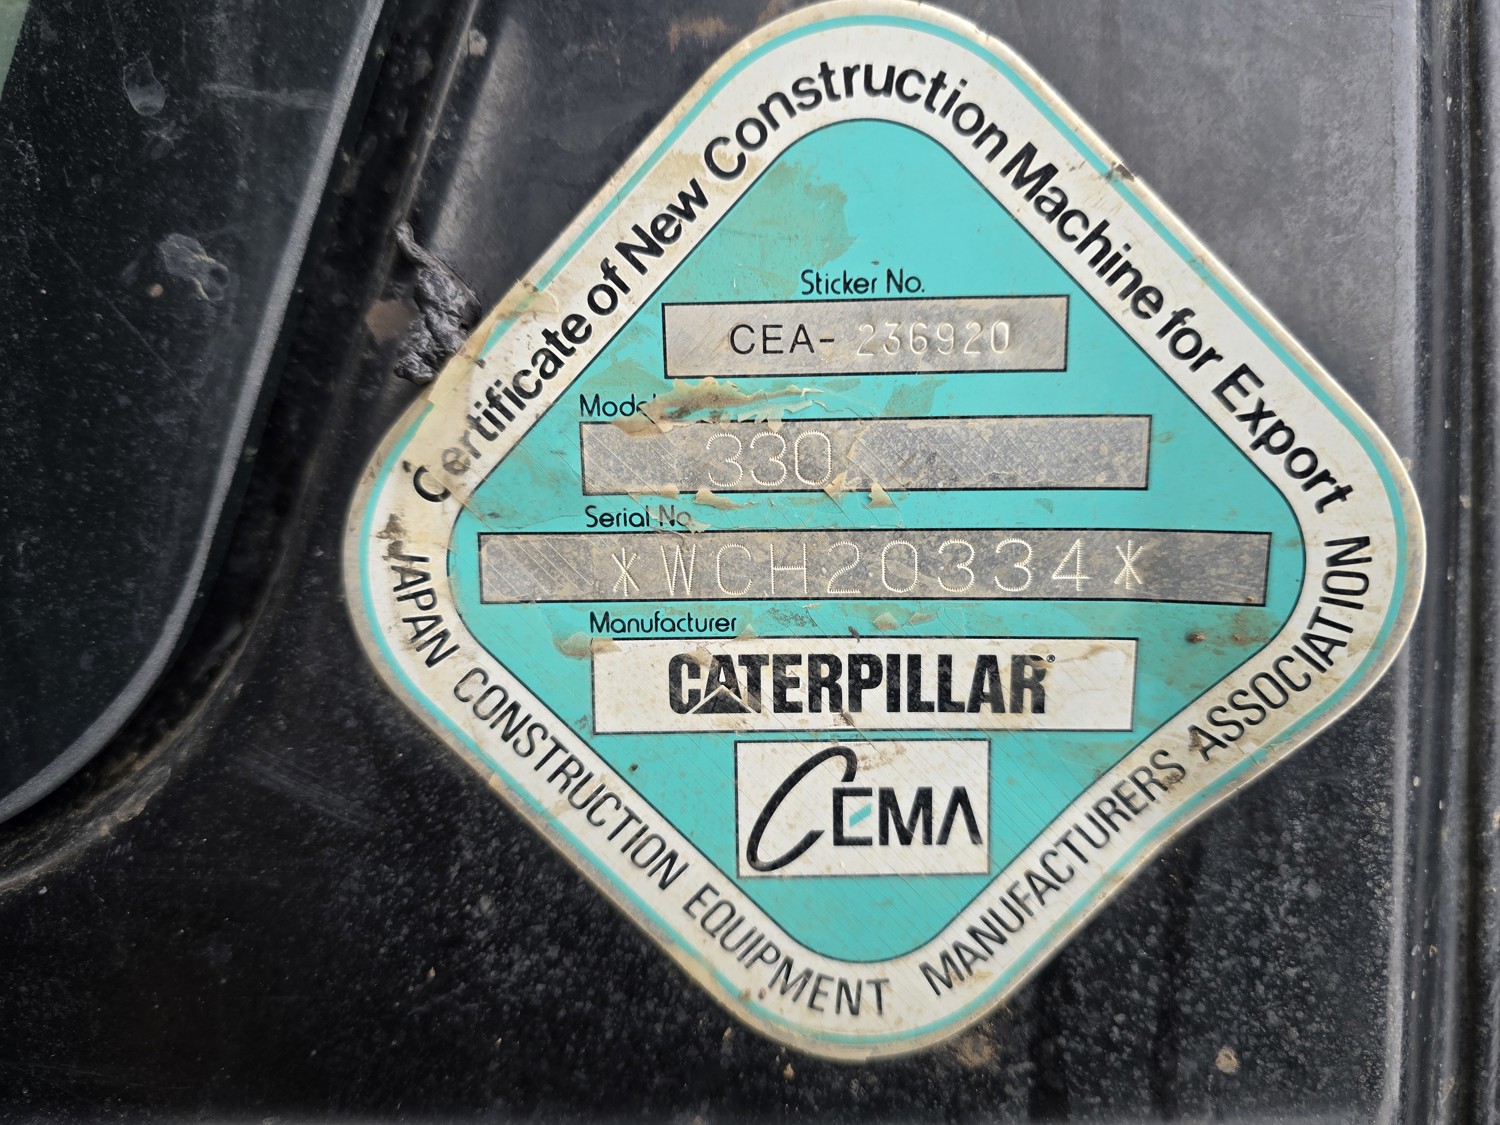 Certificate of New Construction Machine for Export
Sticker No.
CEA- 236920
Model
330
Serial No.
*WCH20334*
Manufacturer
CATERPILLAR®
CEMA
JAPAN CONSTRUCTION EQUIPMENT MANUFACTURERS ASSOCIATION